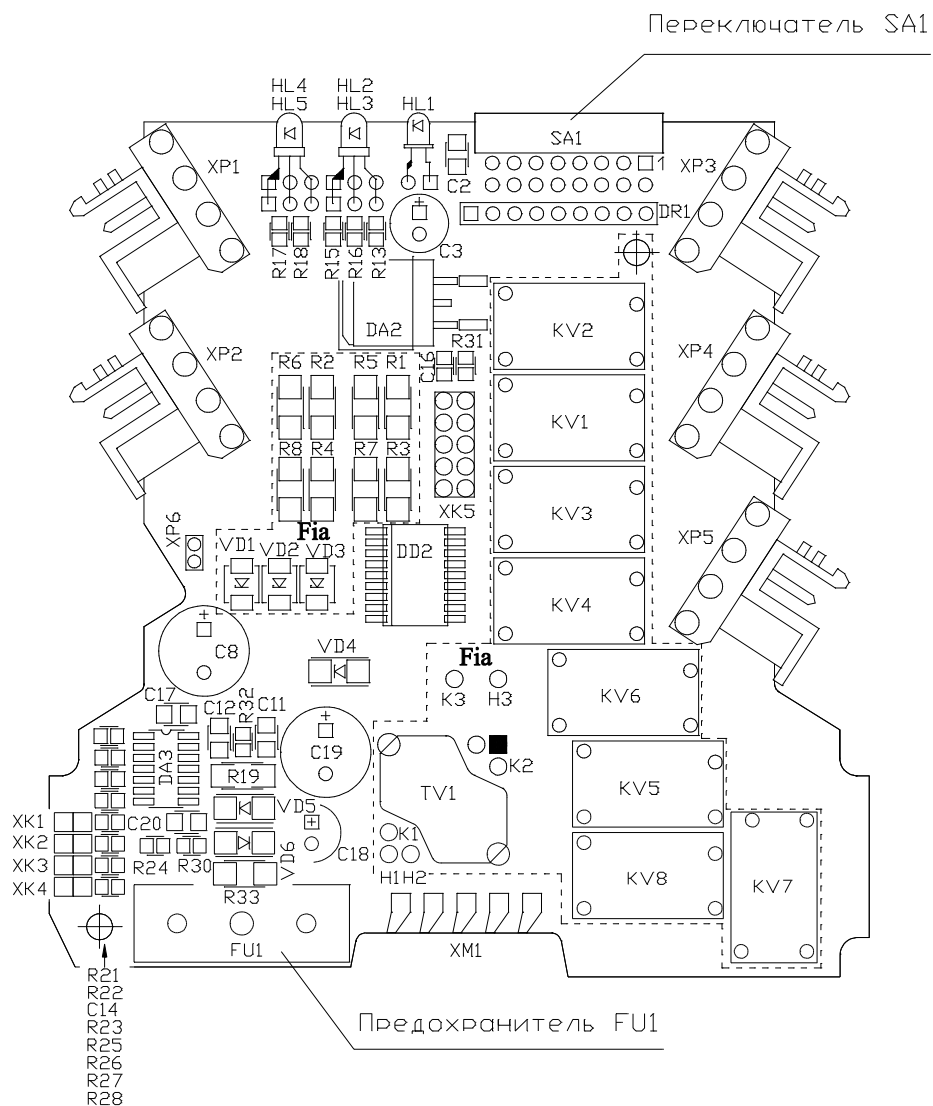 Переключатель SA1
HL4
HL5
HL2
HL3
HL1
SA1
1
XP1
C2
XP3
DR1
R17
R18
R15
R16
R13
+
C3
DA2
KV2
XP2
R6
R2
R5
R1
C16
R31
KV1
XP4
R8
R4
R7
R3
XK5
KV3
XP6
Fia
VD1
VD2
VD3
DD2
XP5
KV4
+
C8
VD4
Fia
K3
H3
KV6
C17
C12
R32
C11
+
C19
DA3
K2
R19
TV1
KV5
VD5
XK1
C20
+
K1
XK2
R24
R30
C18
XK3
VD6
H1
H2
KV8
KV7
XK4
R33
FU1
XM1
R21
R22
C14
R23
R25
R26
R27
R28
Предохранитель FU1